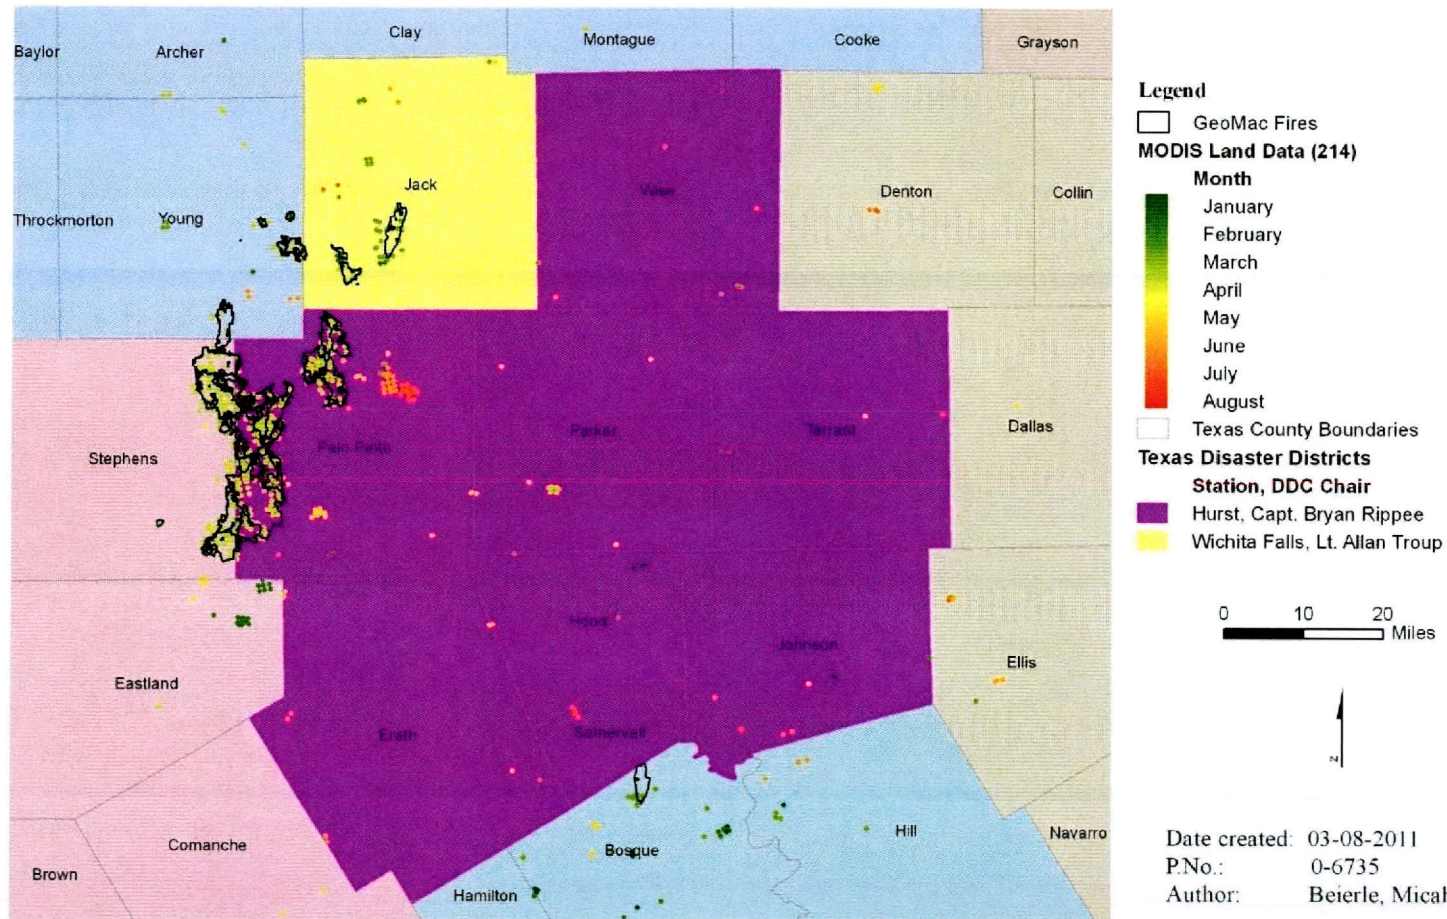 Clay
Montague
Cooke
Grayson
Baylor
Archer
Jack
Wise
Denton
Collin
Throckmorton
Young
Stephens
Palo Pinto
Parker
Tarrant
Dallas
Hood
Johnson
Ellis
Eastland
Erath
Somervell
Comanche
Bosque
Hill
Navarro
Brown
Hamilton
Legend
GeoMac Fires
MODIS Land Data (214)
Month
January
February
March
April
May
June
July
August
Texas County Boundaries
Texas Disaster Districts
Station, DDC Chair
Hurst, Capt. Bryan Rippee
Wichita Falls, Lt. Allan Troup
0 10 20
Miles
N
Date created: 03-08-2011
P.No.: 0-6735
Author: Beierle, Micah